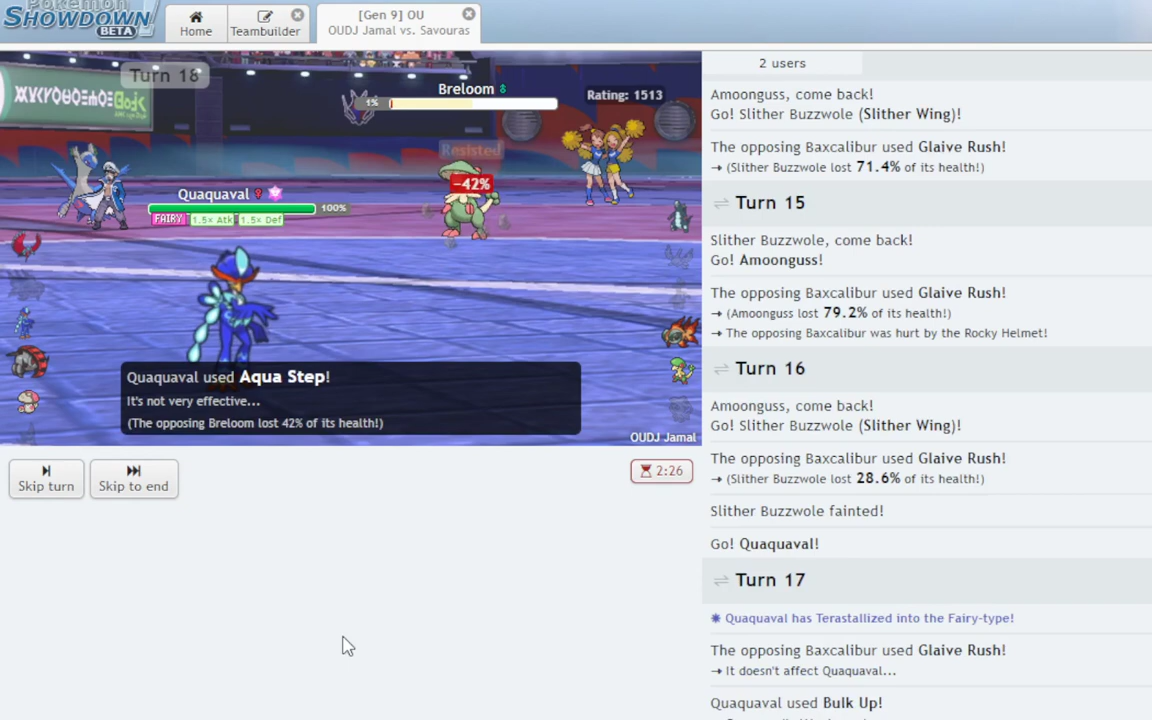 Pokémon
SHOWDOWN
BETA
Home
Teambuilder
[Gen 9] OU
OUDJ Jamal vs. Savouras
Turn 18
Breloom
1%
Rating: 1513
Resisted
−42%
Quaquaval
100%
FAIRY 1.5× Atk 1.5× Def
Quaquaval used Aqua Step!
It's not very effective...
(The opposing Breloom lost 42% of its health!)
OUDJ Jamal
Skip turn
Skip to end
2:26
2 users
Amoonguss, come back!
Go! Slither Buzzwole (Slither Wing)!
The opposing Baxcalibur used Glaive Rush!
(Slither Buzzwole lost 71.4% of its health!)
Turn 15
Slither Buzzwole, come back!
Go! Amoonguss!
The opposing Baxcalibur used Glaive Rush!
(Amoonguss lost 79.2% of its health!)
The opposing Baxcalibur was hurt by the Rocky Helmet!
Turn 16
Amoonguss, come back!
Go! Slither Buzzwole (Slither Wing)!
The opposing Baxcalibur used Glaive Rush!
(Slither Buzzwole lost 28.6% of its health!)
Slither Buzzwole fainted!
Go! Quaquaval!
Turn 17
Quaquaval has Terastallized into the Fairy-type!
The opposing Baxcalibur used Glaive Rush!
It doesn't affect Quaquaval...
Quaquaval used Bulk Up!